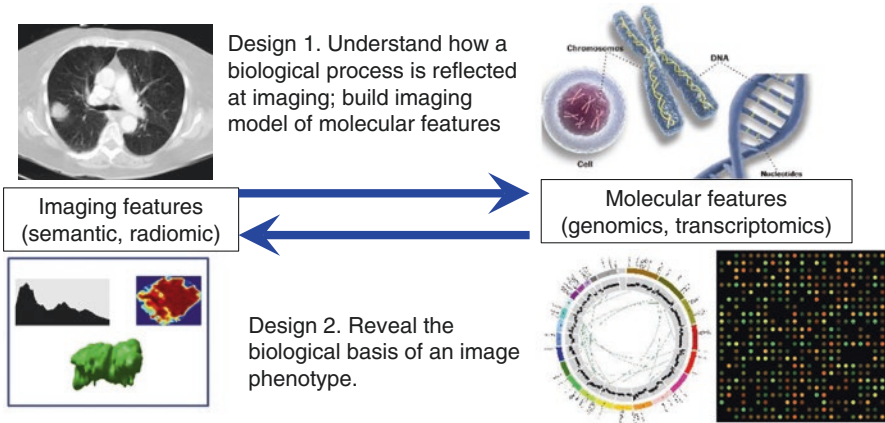 Design 1. Understand how a
biological process is reflected
at imaging; build imaging
model of molecular features
Chromosomes
DNA
Cell
Nucleotides
Imaging features
(semantic, radiomic)
Molecular features
(genomics, transcriptomics)
Design 2. Reveal the
biological basis of an image
phenotype.